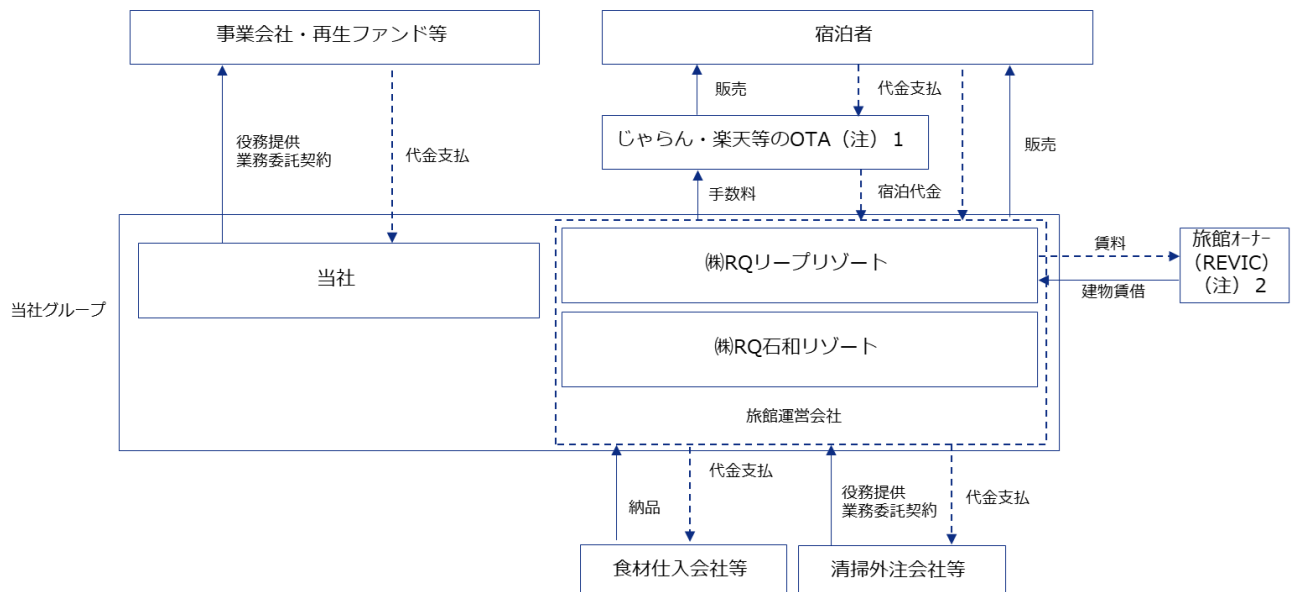 事業会社・再生ファンド等
宿泊者
販売
代金支払
じゃらん・楽天等のOTA（注）1
販売
役務提供
業務委託契約
代金支払
手数料
宿泊代金
当社グループ
当社
㈱RQリープリゾート
賃料
建物賃借
旅館ｵｰﾅｰ
（REVIC）
（注）2
㈱RQ石和リゾート
旅館運営会社
納品
代金支払
役務提供
業務委託契約
代金支払
食材仕入会社等
清掃外注会社等